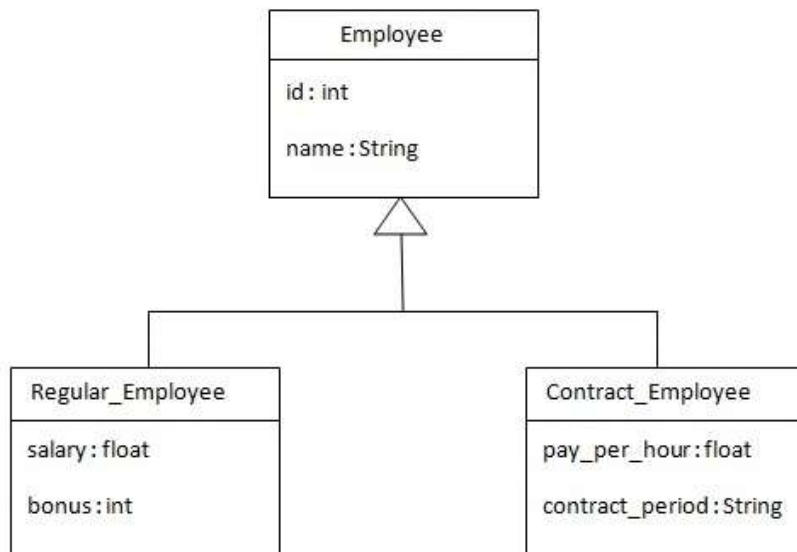 Employee
id: int
name:String
Regular_Employee
salary:float
bonus:int
Contract_Employee
pay_per_hour:float
contract_period:String